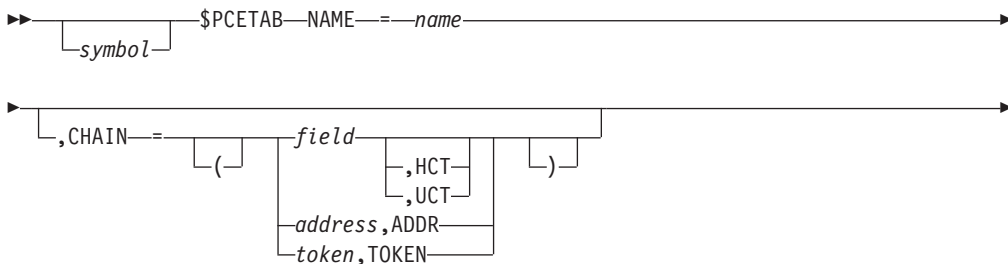 $PCETAB NAME = name
symbol
,CHAIN = field
( ,HCT )
,UCT
address,ADDR
token,TOKEN